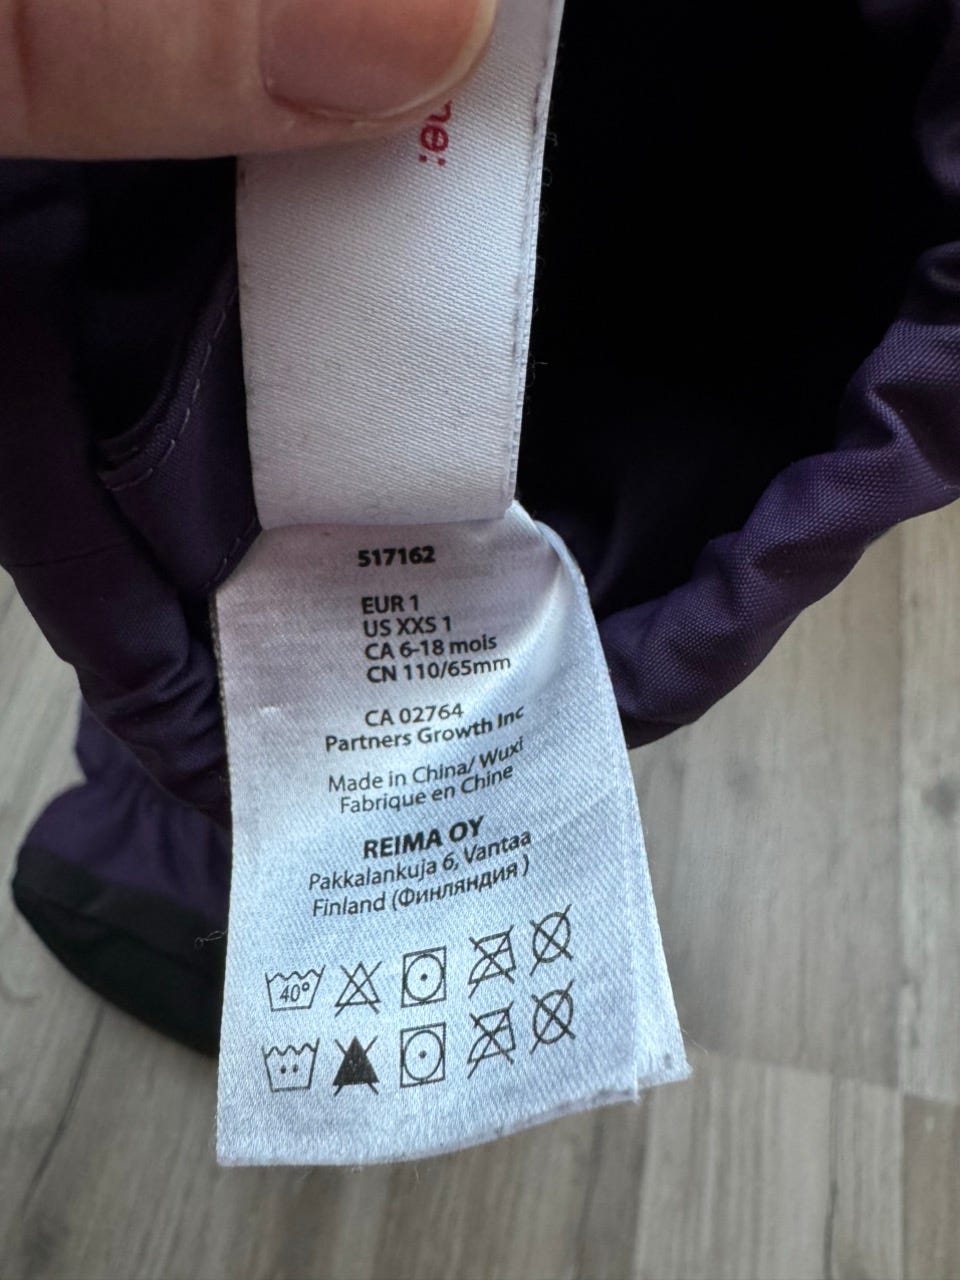 517162
EUR 1
US XXS 1
CA 6-18 mois
CN 110/65mm
CA 02764
Partners Growth Inc
Made in China/ Wuxi
Fabrique en Chine
REIMA OY
Pakkalankuja 6, Vantaa
Finland (Финляндия )
40°